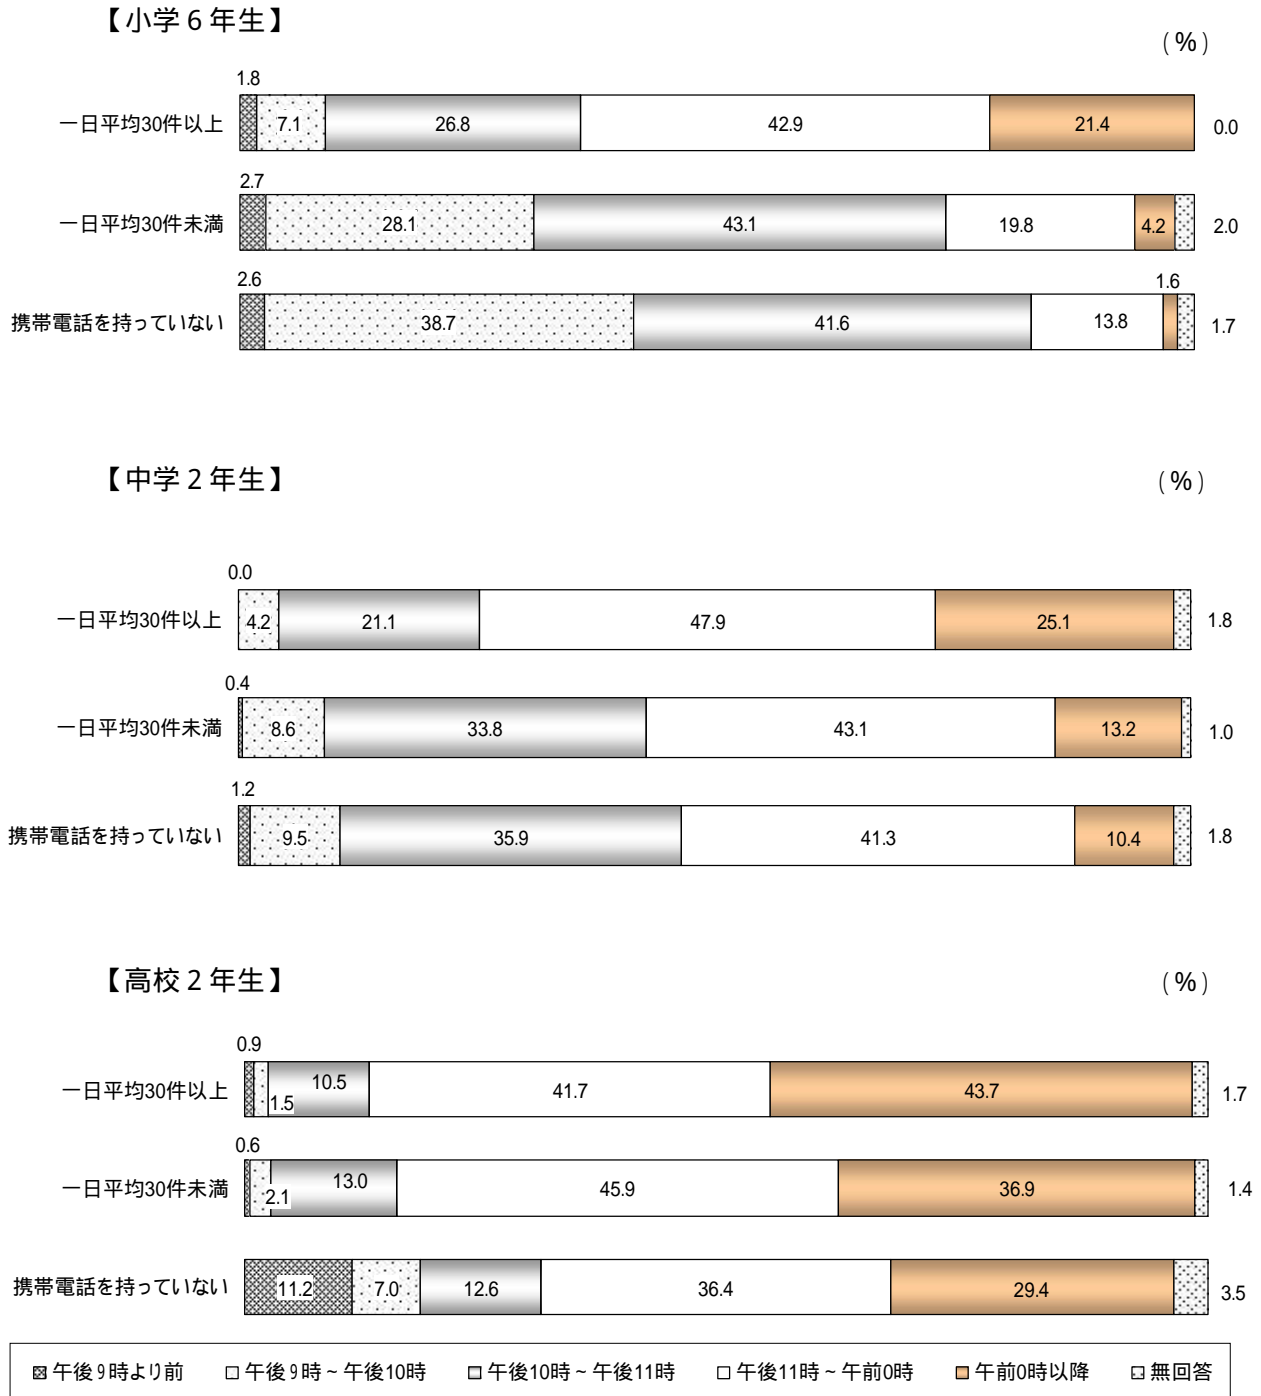 【小学6年生】
(%)
1.8
一日平均30件以上 7.1 26.8 42.9 21.4 0.0
2.7
一日平均30件未満 28.1 43.1 19.8 4.2 2.0
2.6 1.6
携帯電話を持っていない 38.7 41.6 13.8 1.7
【中学2年生】 (%)
0.0
一日平均30件以上 4.2 21.1 47.9 25.1 1.8
0.4
一日平均30件未満 8.6 33.8 43.1 13.2 1.0
1.2
携帯電話を持っていない 9.5 35.9 41.3 10.4 1.8
【高校2年生】 (%)
0.9
一日平均30件以上 1.5 10.5 41.7 43.7 1.7
0.6
一日平均30件未満 2.1 13.0 45.9 36.9 1.4
携帯電話を持っていない 11.2 7.0 12.6 36.4 29.4 3.5
午後9時より前 午後9時～午後10時 午後10時～午後11時 午後11時～午前0時 午前0時以降 無回答